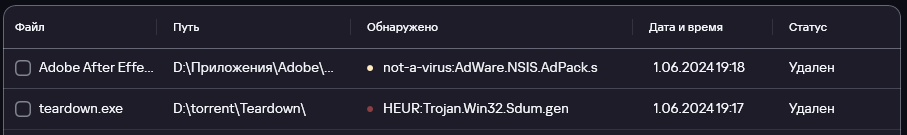 Файл Путь Обнаружено Дата и время Статус
Adobe After Effe... D:\Приложения\Adobe\... not-a-virus:AdWare.NSIS.AdPack.s 1.06.2024 19:18 Удален
teardown.exe D:\torrent\Teardown\ HEUR:Trojan.Win32.Sdum.gen 1.06.2024 19:17 Удален